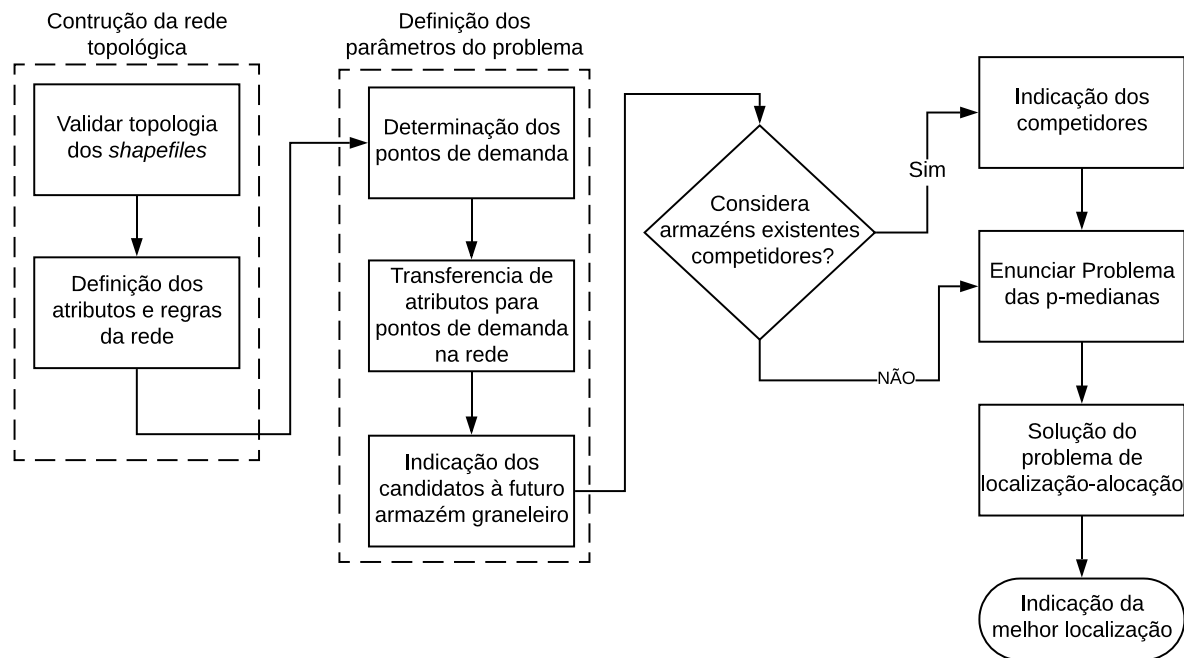 Contrução da rede
topológica
Validar topologia
dos shapefiles
Definição dos
atributos e regras
da rede
Definição dos
parâmetros do problema
Determinação dos
pontos de demanda
Transferencia de
atributos para
pontos de demanda
na rede
Indicação dos
candidatos à futuro
armazém graneleiro
Considera
armazéns existentes
competidores?
Sim
NÃO
Indicação dos
competidores
Enunciar Problema
das p-medianas
Solução do
problema de
localização-alocação
Indicação da
melhor localização